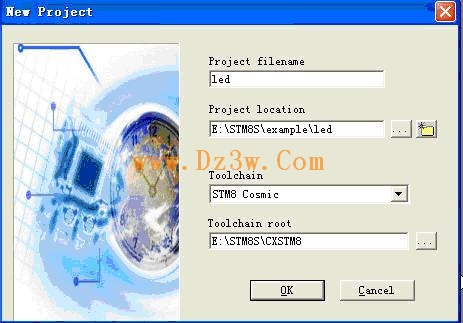 New Project
Project filename
led
Project location
E:\STM8S\example\led
...
www.Dz3w.Com
Toolchain
STM8 Cosmic
Toolchain root
E:\STM8S\CXSTM8
...
OK
Cancel